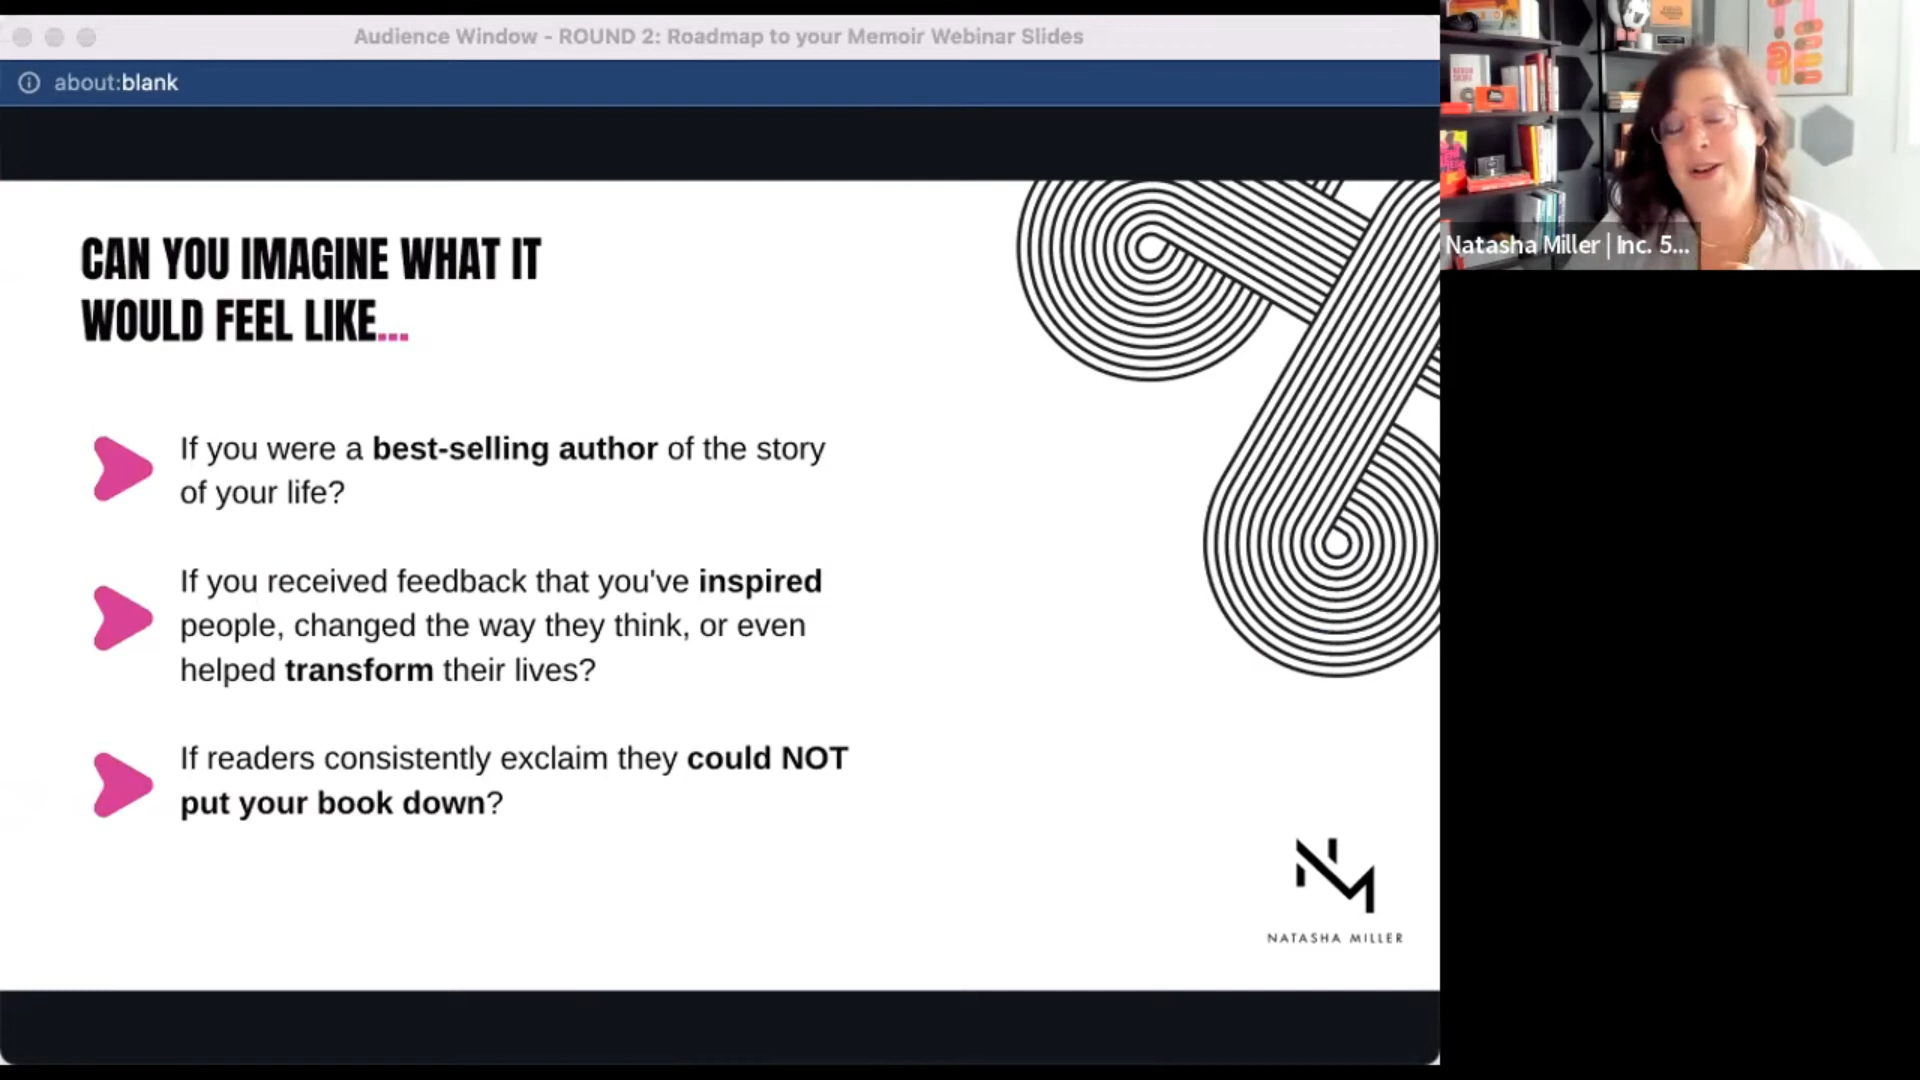 Audience Window - ROUND 2: Roadmap to your Memoir Webinar Slides
about:blank
CAN YOU IMAGINE WHAT IT
WOULD FEEL LIKE...
If you were a best-selling author of the story
of your life?
If you received feedback that you've inspired
people, changed the way they think, or even
helped transform their lives?
If readers consistently exclaim they could NOT
put your book down?
NATASHA MILLER
Natasha Miller | Inc. 5...